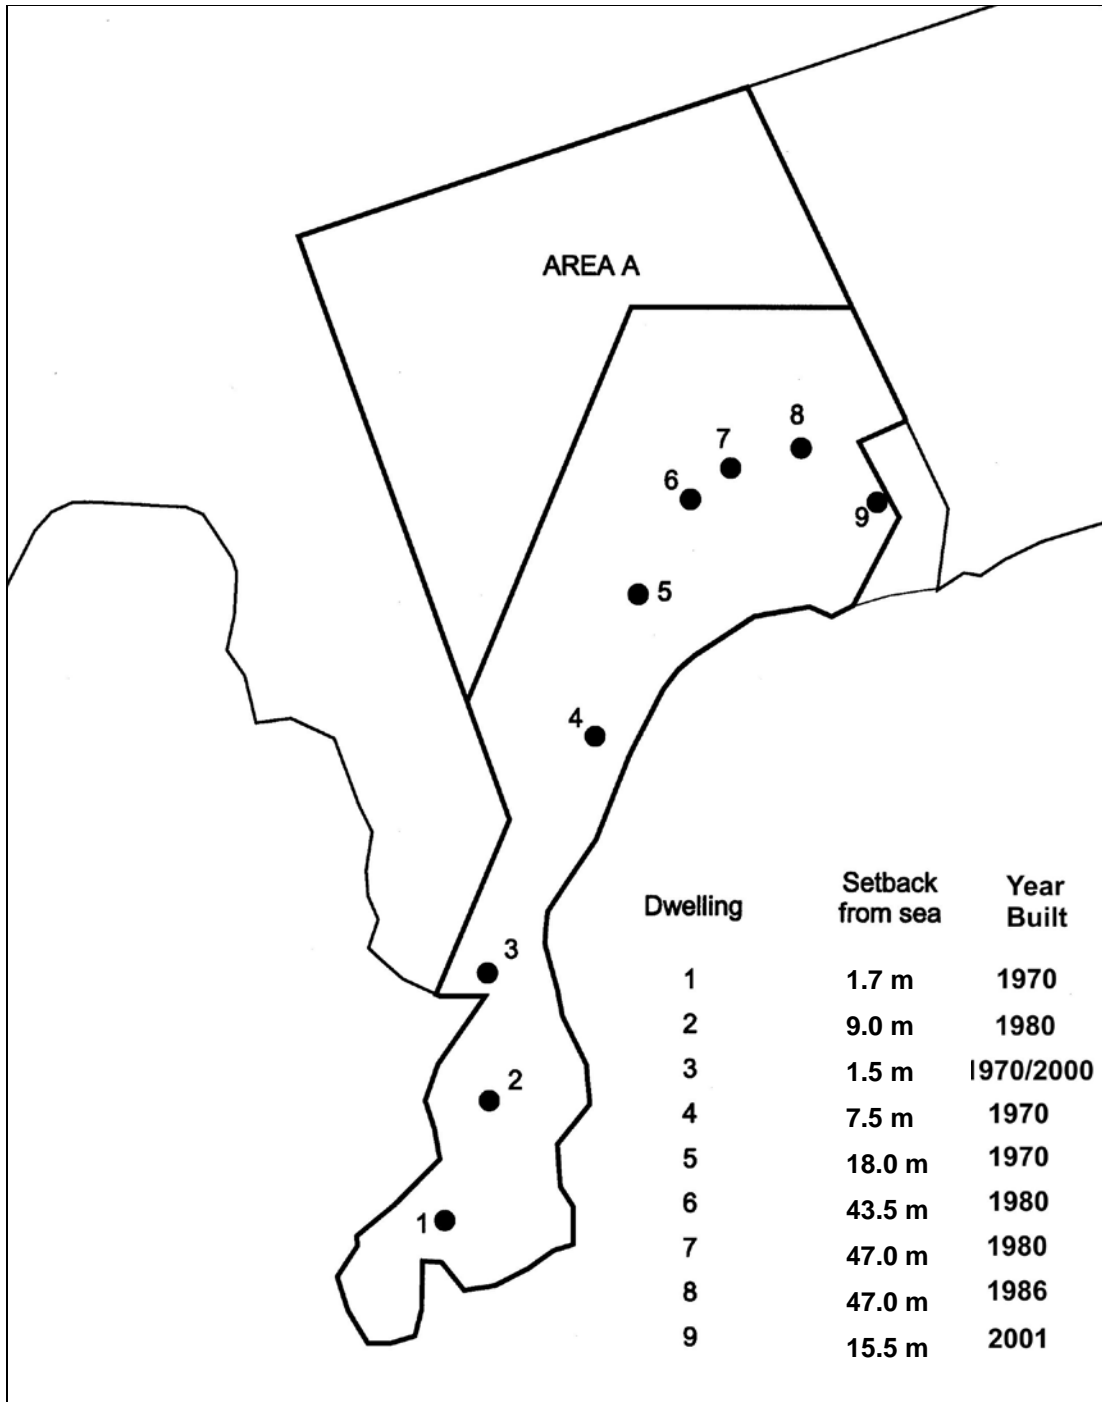 AREA A
8
7
6
9
5
4
3
2
1
Dwelling Setback from sea Year Built
1 1.7 m 1970
2 9.0 m 1980
3 1.5 m 1970/2000
4 7.5 m 1970
5 18.0 m 1970
6 43.5 m 1980
7 47.0 m 1980
8 47.0 m 1986
9 15.5 m 2001